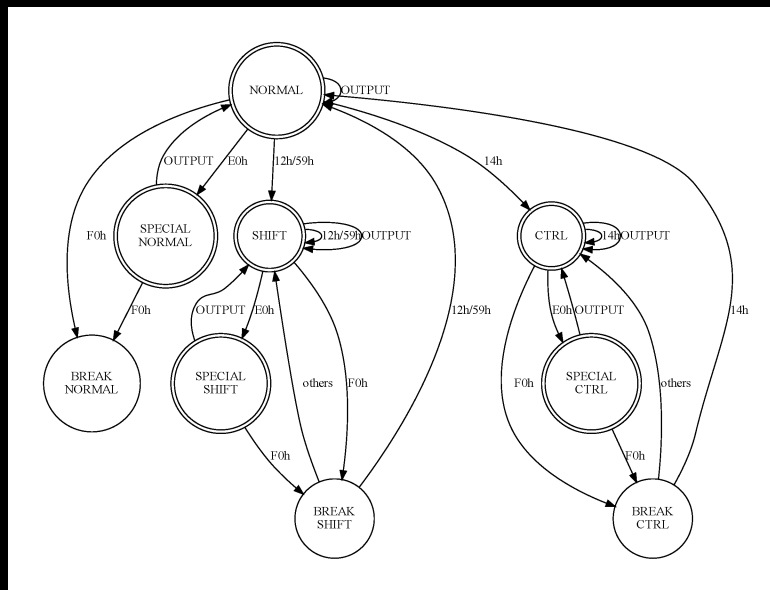 NORMAL
OUTPUT
OUTPUT
E0h
12h/59h
14h
F0h
SPECIAL
NORMAL
SHIFT
12h/59h
OUTPUT
CTRL
14h
OUTPUT
F0h
OUTPUT
E0h
12h/59h
E0h
OUTPUT
14h
BREAK
NORMAL
SPECIAL
SHIFT
others
F0h
F0h
SPECIAL
CTRL
others
F0h
F0h
BREAK
SHIFT
BREAK
CTRL